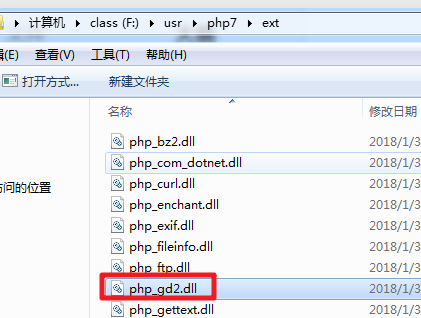 计算机 ▸ class (F:) ▸ usr ▸ php7 ▸ ext
(E) 查看(V) 工具(T) 帮助(H)
打开方式... 新建文件夹
名称 修改日期
php_bz2.dll 2018/1/3
php_com_dotnet.dll 2018/1/3
php_curl.dll 2018/1/3
php_enchant.dll 2018/1/3
php_exif.dll 2018/1/3
php_fileinfo.dll 2018/1/3
php_ftp.dll 2018/1/3
php_gd2.dll 2018/1/3
php_gettext.dll 2018/1/3
问的位置